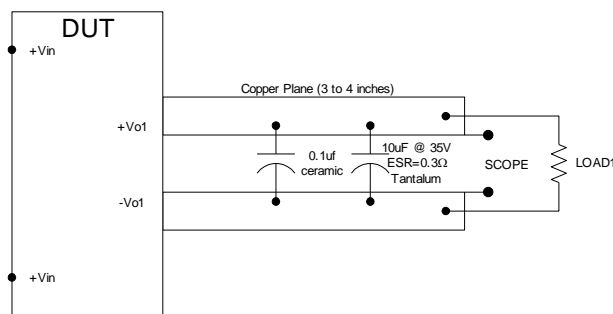 DUT
+Vin
Copper Plane (3 to 4 inches)
+Vo1
0.1uf
ceramic
10uF @ 35V
ESR=0.3Ω
Tantalum
SCOPE
LOAD1
-Vo1
+Vin